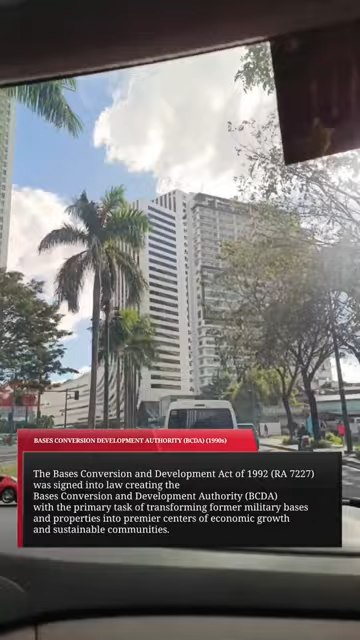 BASES CONVERSION DEVELOPMENT AUTHORITY (BCDA) (1990s)
The Bases Conversion and Development Act of 1992 (RA 7227)
was signed into law creating the
Bases Conversion and Development Authority (BCDA)
with the primary task of transforming former military bases
and properties into premier centers of economic growth
and sustainable communities.